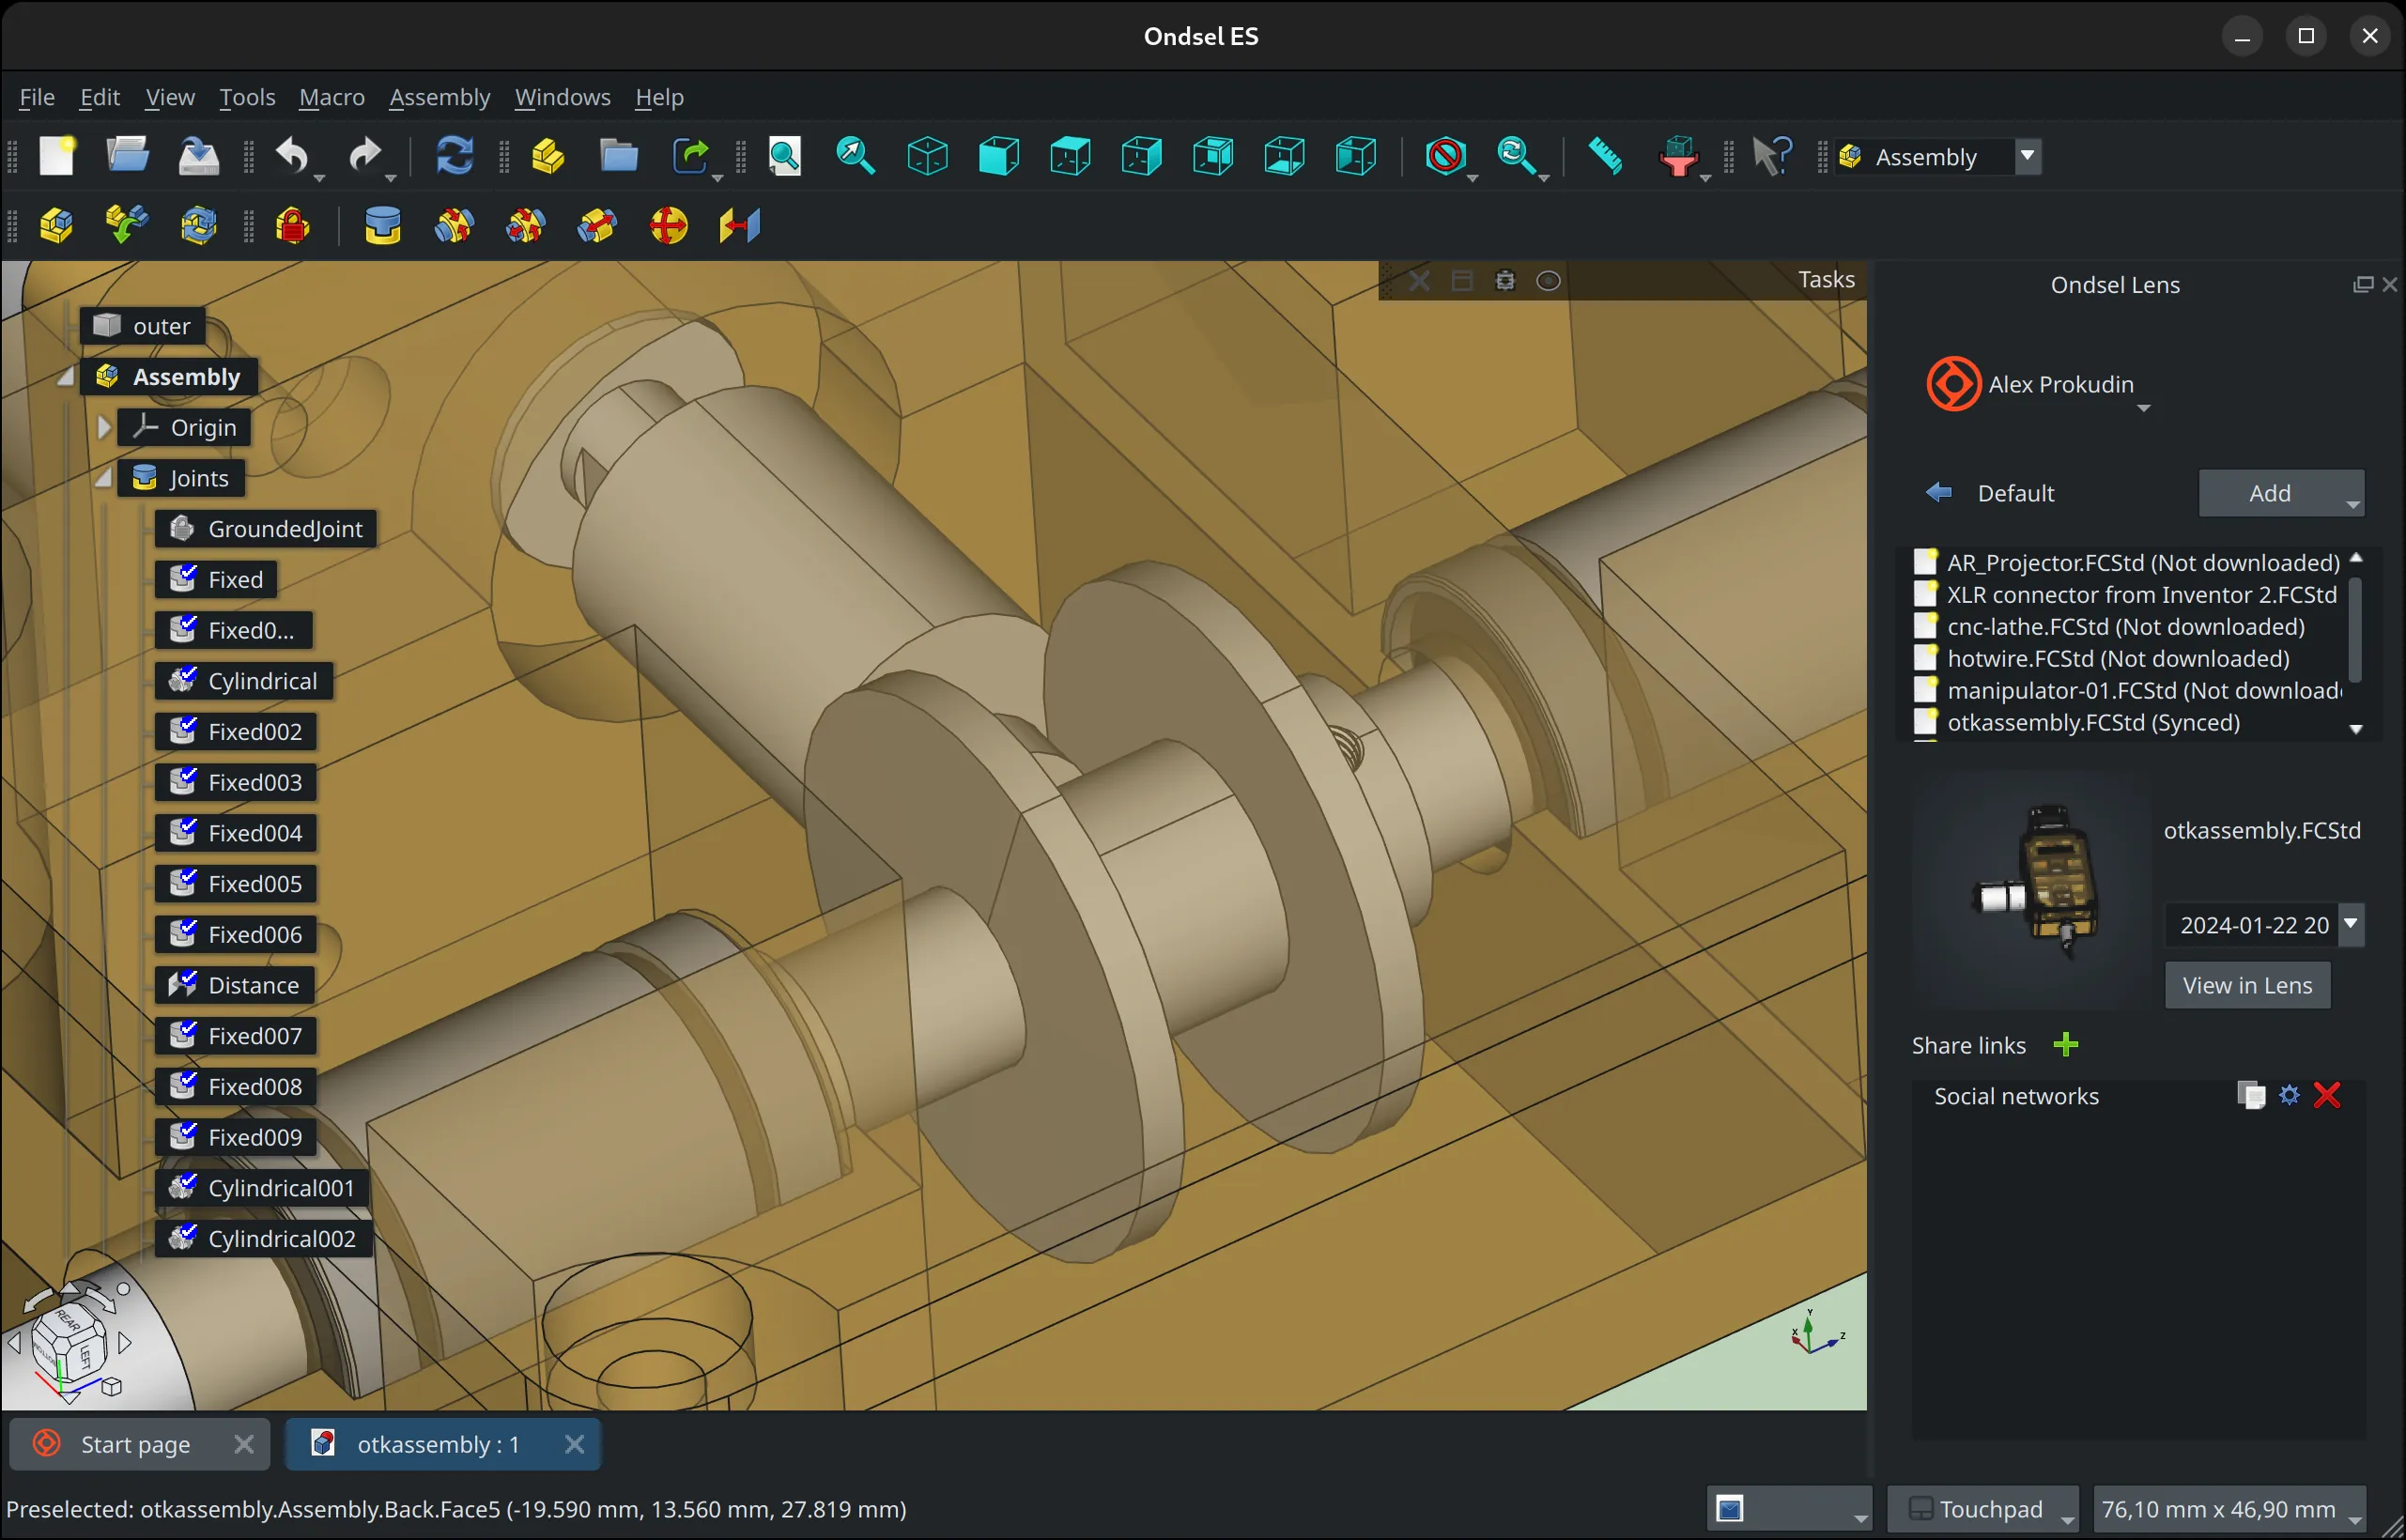 Ondsel ES
File Edit View Tools Macro Assembly Windows Help
Assembly
outer
Assembly
Origin
Joints
GroundedJoint
Fixed
Fixed0...
Cylindrical
Fixed002
Fixed003
Fixed004
Fixed005
Fixed006
Distance
Fixed007
Fixed008
Fixed009
Cylindrical001
Cylindrical002
REAR
LEFT
Y
X
Z
Tasks
Ondsel Lens
Alex Prokudin
Default
Add
AR_Projector.FCStd (Not downloaded)
XLR connector from Inventor 2.FCStd
cnc-lathe.FCStd (Not downloaded)
hotwire.FCStd (Not downloaded)
manipulator-01.FCStd (Not download
otkassembly.FCStd (Synced)
otkassembly.FCStd
2024-01-22 20
View in Lens
Share links
Social networks
Start page
otkassembly : 1
Preselected: otkassembly.Assembly.Back.Face5 (-19.590 mm, 13.560 mm, 27.819 mm)
Touchpad
76,10 mm x 46,90 mm